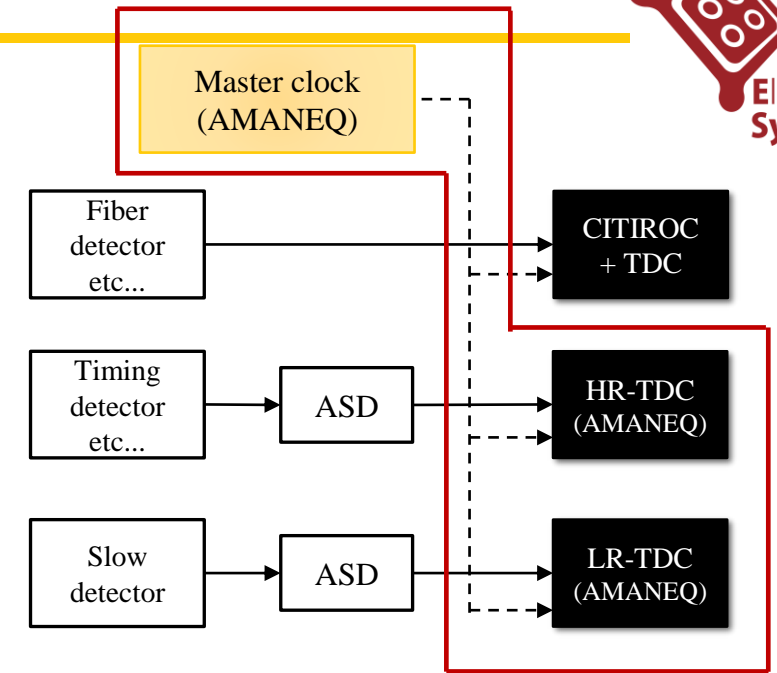 Master clock
(AMANEQ)
Fiber
detector
etc...
CITIROC
+ TDC
Timing
detector
etc...
ASD
HR-TDC
(AMANEQ)
Slow
detector
ASD
LR-TDC
(AMANEQ)